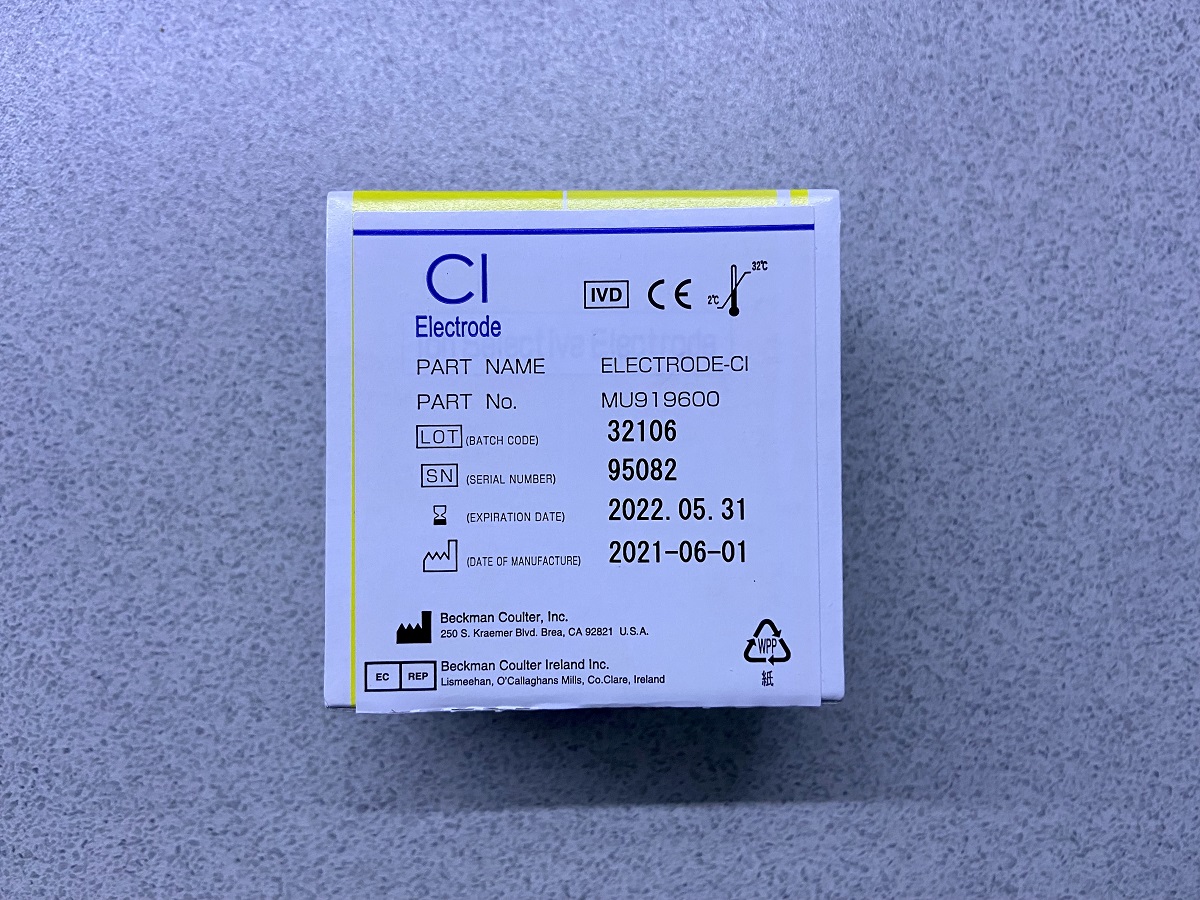 Cl
Electrode
IVD CE 2℃ 32℃
PART NAME ELECTRODE-Cl
PART No. MU919600
LOT (BATCH CODE) 32106
SN (SERIAL NUMBER) 95082
(EXPIRATION DATE) 2022.05.31
(DATE OF MANUFACTURE) 2021-06-01
Beckman Coulter, Inc.
250 S. Kraemer Blvd. Brea, CA 92821 U.S.A.
EC REP Beckman Coulter Ireland Inc.
Lismeehan, O'Callaghans Mills, Co.Clare, Ireland
WPP
紙